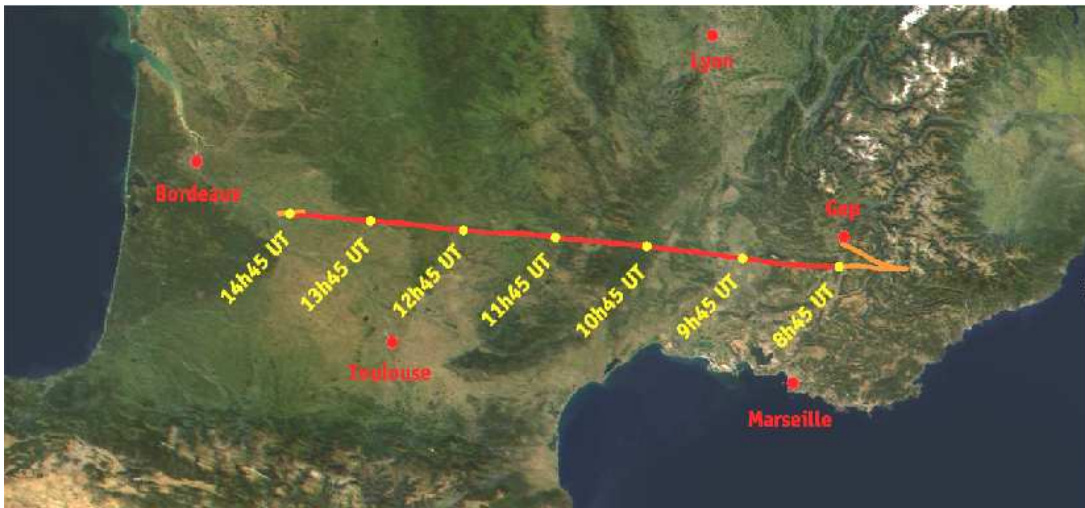 Lyon
Bordeaux
Gap
14h45 UT
13h45 UT
12h45 UT
11h45 UT
10h45 UT
9h45 UT
8h45 UT
Toulouse
Marseille